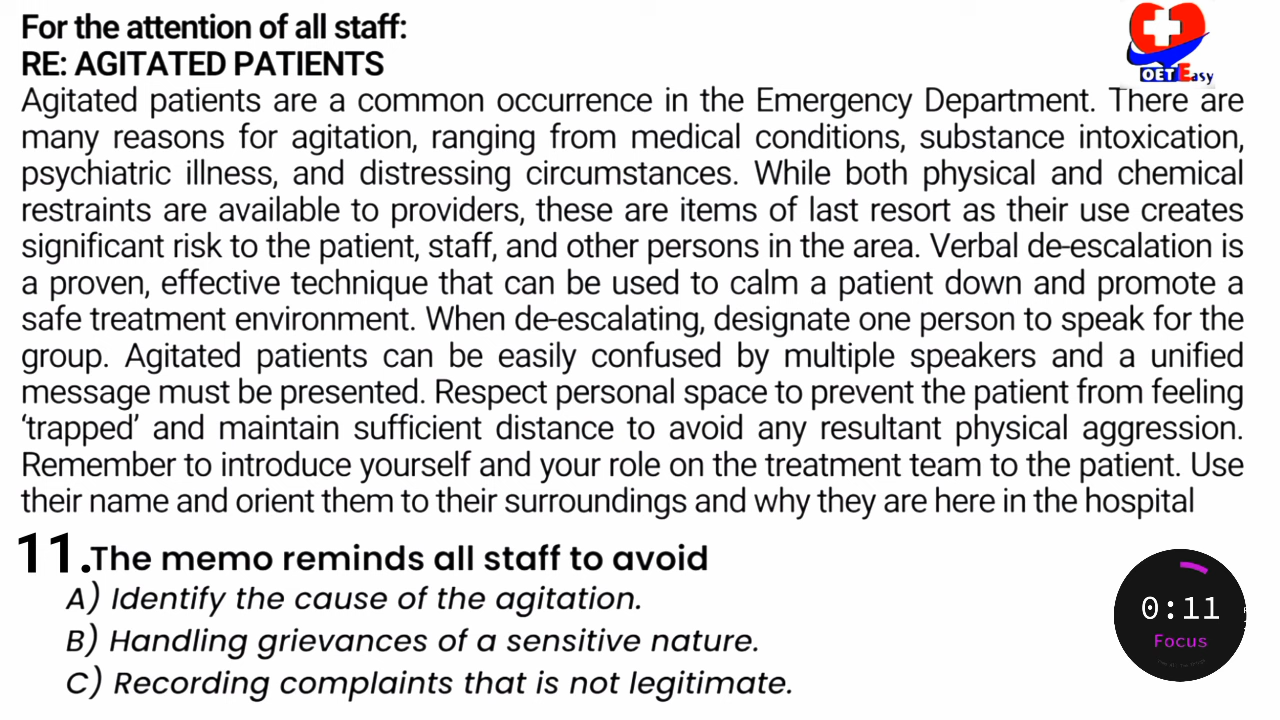 For the attention of all staff:
RE: AGITATED PATIENTS
OET Easy
Agitated patients are a common occurrence in the Emergency Department. There are
many reasons for agitation, ranging from medical conditions, substance intoxication,
psychiatric illness, and distressing circumstances. While both physical and chemical
restraints are available to providers, these are items of last resort as their use creates
significant risk to the patient, staff, and other persons in the area. Verbal de-escalation is
a proven, effective technique that can be used to calm a patient down and promote a
safe treatment environment. When de-escalating, designate one person to speak for the
group. Agitated patients can be easily confused by multiple speakers and a unified
message must be presented. Respect personal space to prevent the patient from feeling
‘trapped’ and maintain sufficient distance to avoid any resultant physical aggression.
Remember to introduce yourself and your role on the treatment team to the patient. Use
their name and orient them to their surroundings and why they are here in the hospital
11.The memo reminds all staff to avoid
A) Identify the cause of the agitation.
B) Handling grievances of a sensitive nature.
C) Recording complaints that is not legitimate.
0:11
Focus